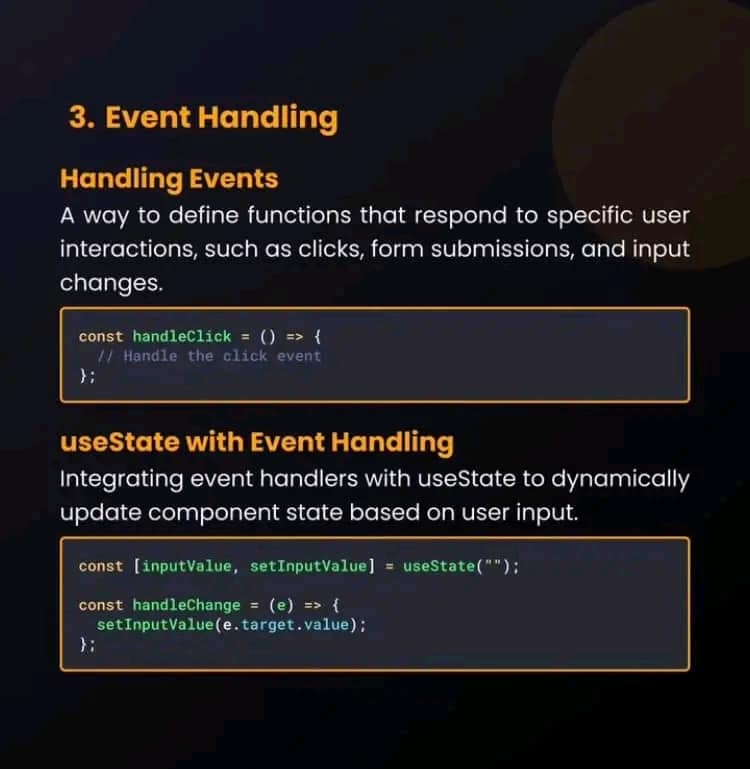 3. Event Handling
Handling Events
A way to define functions that respond to specific user
interactions, such as clicks, form submissions, and input
changes.
const handleClick = () => {
  // Handle the click event
};
useState with Event Handling
Integrating event handlers with useState to dynamically
update component state based on user input.
const [inputValue, setInputValue] = useState("");
const handleChange = (e) => {
  setInputValue(e.target.value);
};